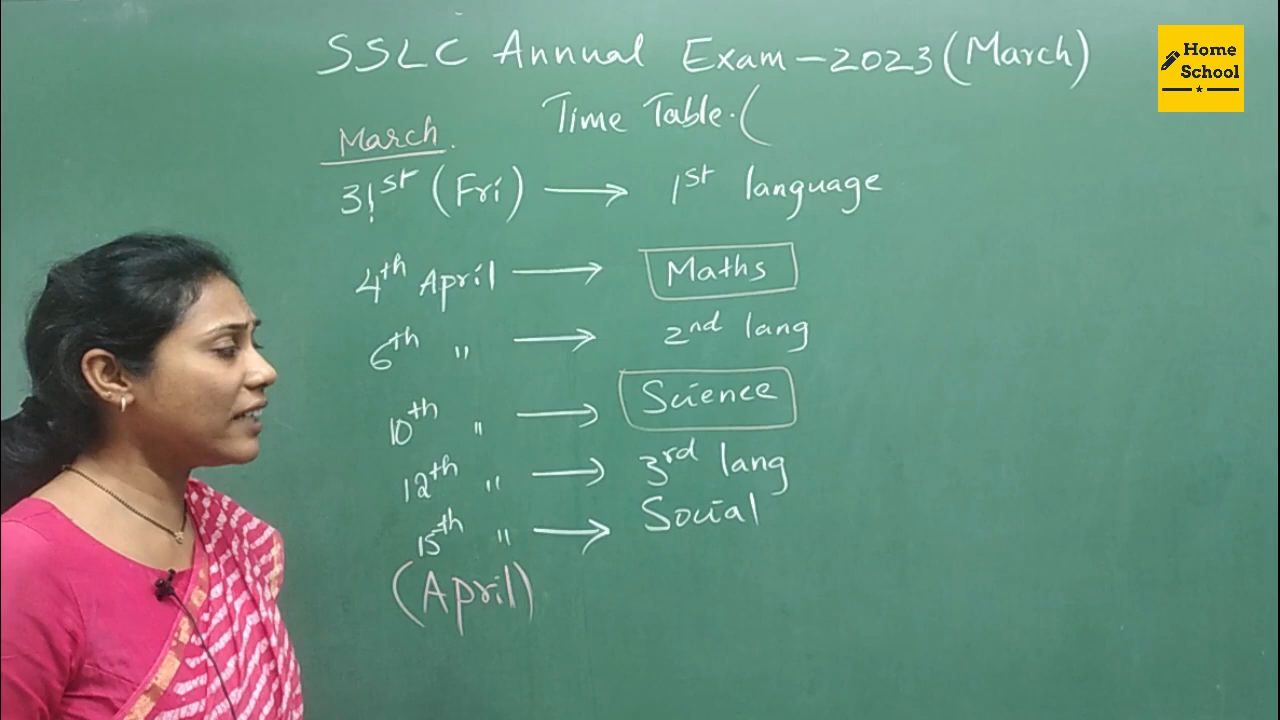 SSLC Annual Exam-2023 (March)
Time Table.(
March.
31st (Fri) → 1st language
4th April → Maths
6th " → 2nd lang
10th " → Science
12th " → 3rd lang
15th " → Social
(April)
Home
School